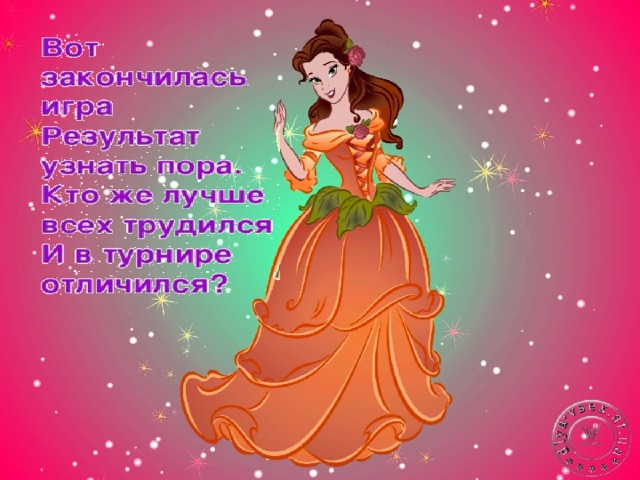 Вот
закончилась
игра
Результат
узнать пора.
Кто же лучше
всех трудился
И в турнире
отличился?